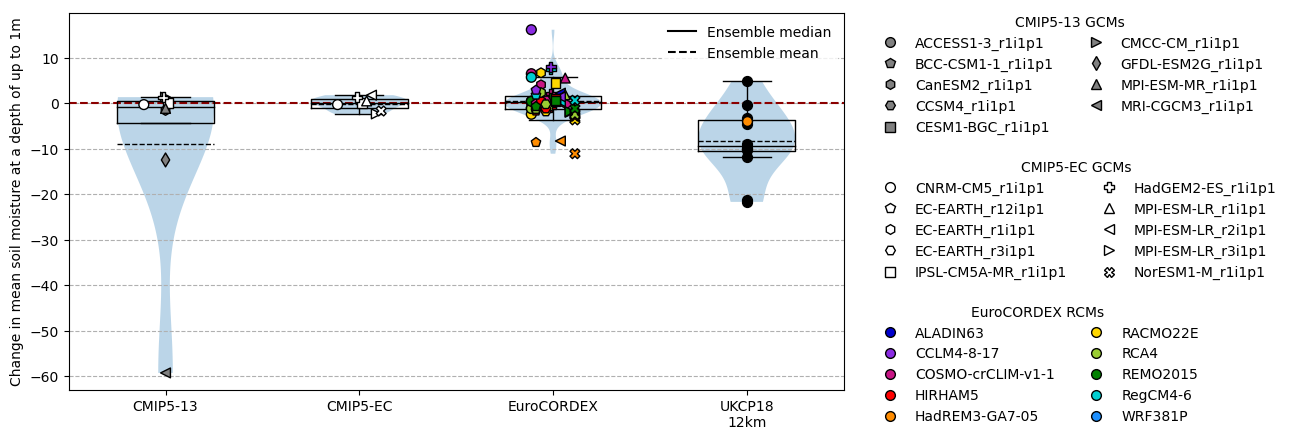 Change in mean soil moisture at a depth of up to 1m
10
0
−10
−20
−30
−40
−50
−60
CMIP5-13
CMIP5-EC
EuroCORDEX
UKCP18
12km
Ensemble median
Ensemble mean
CMIP5-13 GCMs
ACCESS1-3_r1i1p1
BCC-CSM1-1_r1i1p1
CanESM2_r1i1p1
CCSM4_r1i1p1
CESM1-BGC_r1i1p1
CMCC-CM_r1i1p1
GFDL-ESM2G_r1i1p1
MPI-ESM-MR_r1i1p1
MRI-CGCM3_r1i1p1
CMIP5-EC GCMs
CNRM-CM5_r1i1p1
EC-EARTH_r12i1p1
EC-EARTH_r1i1p1
EC-EARTH_r3i1p1
IPSL-CM5A-MR_r1i1p1
HadGEM2-ES_r1i1p1
MPI-ESM-LR_r1i1p1
MPI-ESM-LR_r2i1p1
MPI-ESM-LR_r3i1p1
NorESM1-M_r1i1p1
EuroCORDEX RCMs
ALADIN63
CCLM4-8-17
COSMO-crCLIM-v1-1
HIRHAM5
HadREM3-GA7-05
RACMO22E
RCA4
REMO2015
RegCM4-6
WRF381P